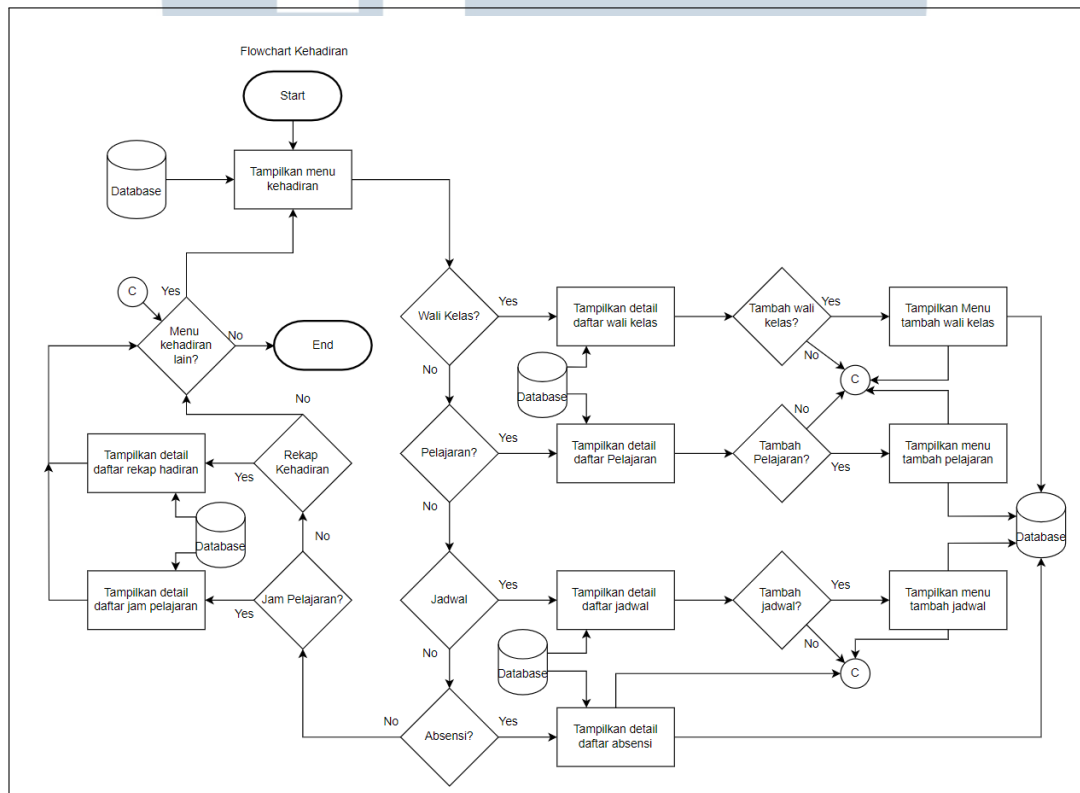 Flowchart Kehadiran
Start
Database
Tampilkan menu
kehadiran
C
Yes
Menu
kehadiran
lain?
No
End
Wali Kelas?
Yes
No
Tampilkan detail
daftar wali kelas
Tambah wali
kelas?
Yes
No
Tampilkan Menu
tambah wali kelas
Database
C
No
Pelajaran?
Yes
No
Tampilkan detail
daftar Pelajaran
Tambah
Pelajaran?
No
Yes
Tampilkan menu
tambah pelajaran
Tampilkan detail
daftar rekap hadiran
Yes
Rekap
Kehadiran
Database
No
Database
Tampilkan detail
daftar jam pelajaran
Yes
Jam Pelajaran?
Jadwal
Yes
No
Tampilkan detail
daftar jadwal
Tambah
jadwal?
Yes
No
Tampilkan menu
tambah jadwal
Database
C
No
Absensi?
Yes
Tampilkan detail
daftar absensi